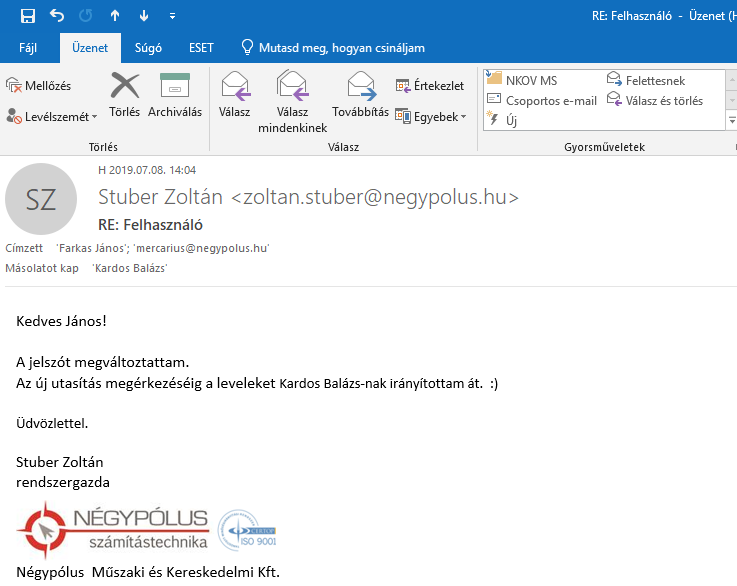 RE: Felhasználó - Üzenet (H
Fájl Üzenet Súgó ESET Mutasd meg, hogyan csináljam
Mellőzés
Levélszemét
Törlés
Archiválás
Törlés
Válasz
Válasz mindenkinek
Továbbítás
Értekezlet
Egyebek
Válasz
NKOV MS
Csoportos e-mail
Új
Felettesnek
Válasz és törlés
Gyorsműveletek
SZ
H 2019.07.08. 14:04
Stuber Zoltán <zoltan.stuber@negypolus.hu>
RE: Felhasználó
Címzett 'Farkas János'; 'mercarius@negypolus.hu'
Másolatot kap 'Kardos Balázs'
Kedves János!
A jelszót megváltoztattam.
Az új utasítás megérkezéséig a leveleket Kardos Balázs-nak irányítottam át. :)
Üdvözlettel.
Stuber Zoltán
rendszergazda
NÉGYPÓLUS
számítástechnika
ISO 9001
Négypólus Műszaki és Kereskedelmi Kft.